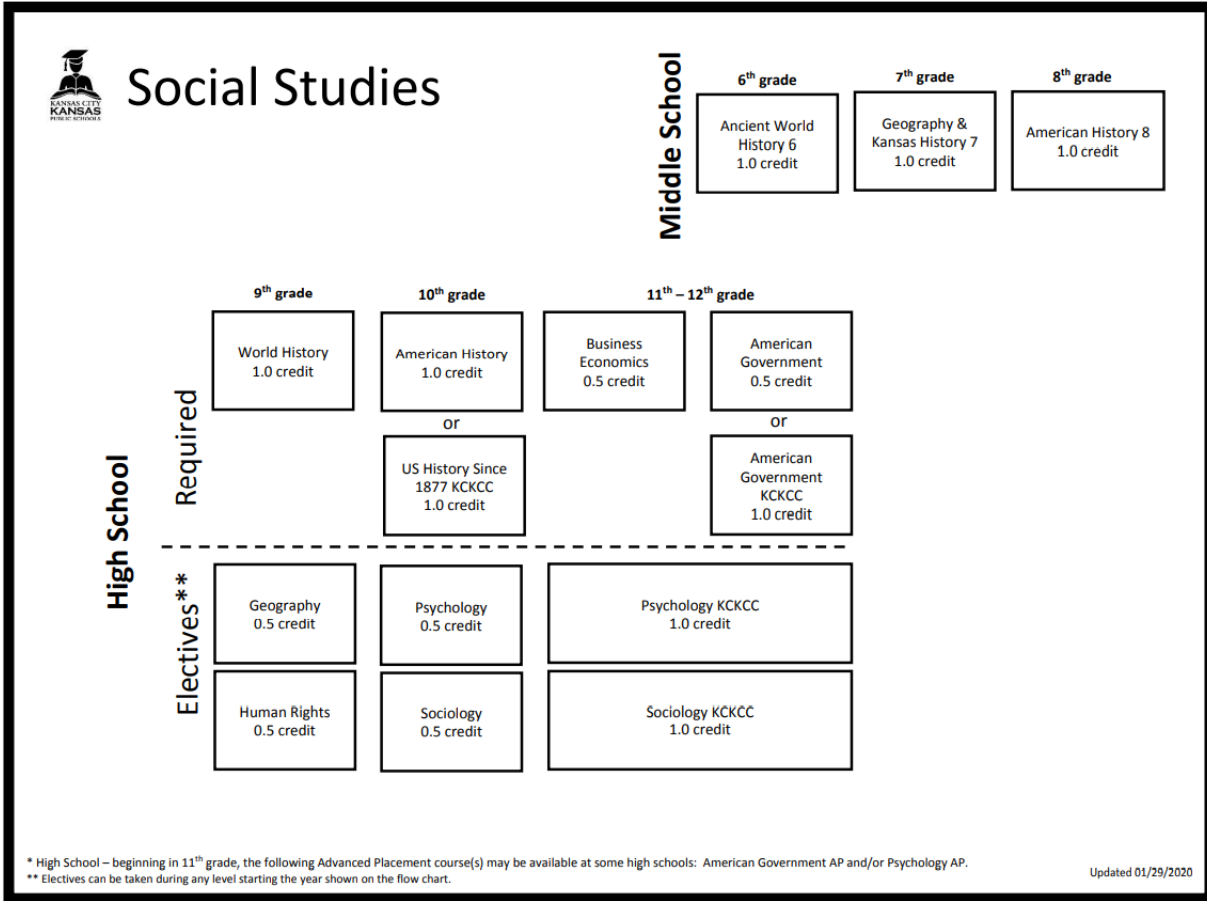 KANSAS CITY
KANSAS
PUBLIC SCHOOLS
Social Studies
Middle School
6th grade
7th grade
8th grade
Ancient World
History 6
1.0 credit
Geography &
Kansas History 7
1.0 credit
American History 8
1.0 credit
High School
Required
9th grade
10th grade
11th – 12th grade
World History
1.0 credit
American History
1.0 credit
Business
Economics
0.5 credit
American
Government
0.5 credit
or
or
US History Since
1877 KCKCC
1.0 credit
American
Government
KCKCC
1.0 credit
Electives**
Geography
0.5 credit
Psychology
0.5 credit
Psychology KCKCC
1.0 credit
Human Rights
0.5 credit
Sociology
0.5 credit
Sociology KCKCC
1.0 credit
* High School – beginning in 11th grade, the following Advanced Placement course(s) may be available at some high schools: American Government AP and/or Psychology AP.
** Electives can be taken during any level starting the year shown on the flow chart.
Updated 01/29/2020